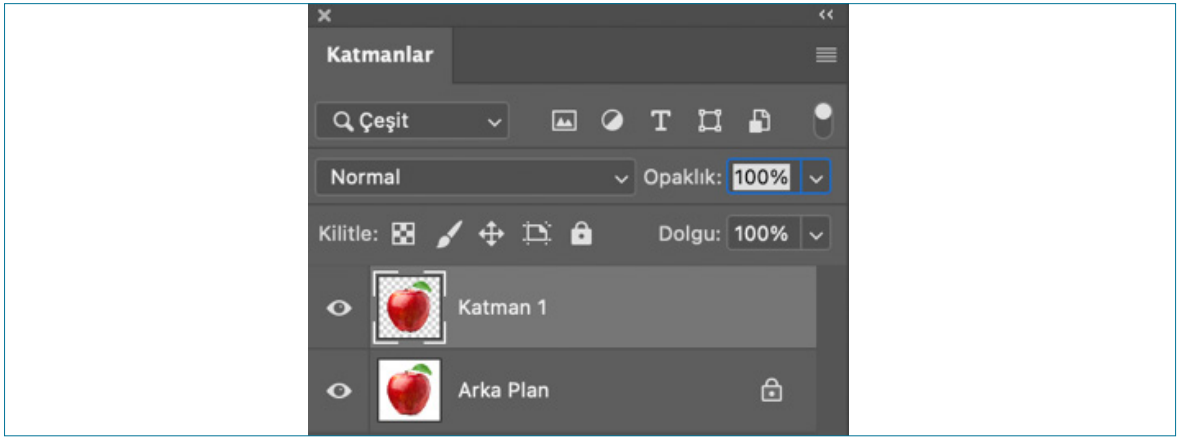 Katmanlar
Çeşit
Normal Opaklık: 100%
Kilitle: Dolgu: 100%
Katman 1
Arka Plan